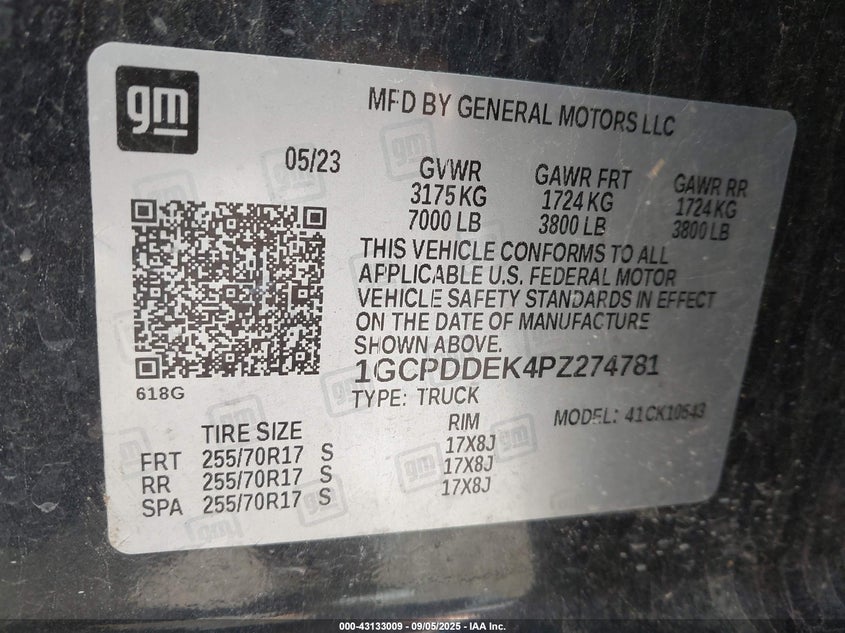 gm
MFD BY GENERAL MOTORS LLC
05/23
GVWR GAWR FRT GAWR RR
3175 KG 1724 KG 1724 KG
7000 LB 3800 LB 3800 LB
THIS VEHICLE CONFORMS TO ALL
APPLICABLE U.S. FEDERAL MOTOR
VEHICLE SAFETY STANDARDS IN EFFECT
ON THE DATE OF MANUFACTURE
SHOWN ABOVE.
1GCPDDEK4PZ274781
618G
TYPE: TRUCK
MODEL: 41CK10543
TIRE SIZE RIM
FRT 255/70R17 S 17X8J
RR 255/70R17 S 17X8J
SPA 255/70R17 S 17X8J
000-43133009 - 09/05/2025 - IAA Inc.